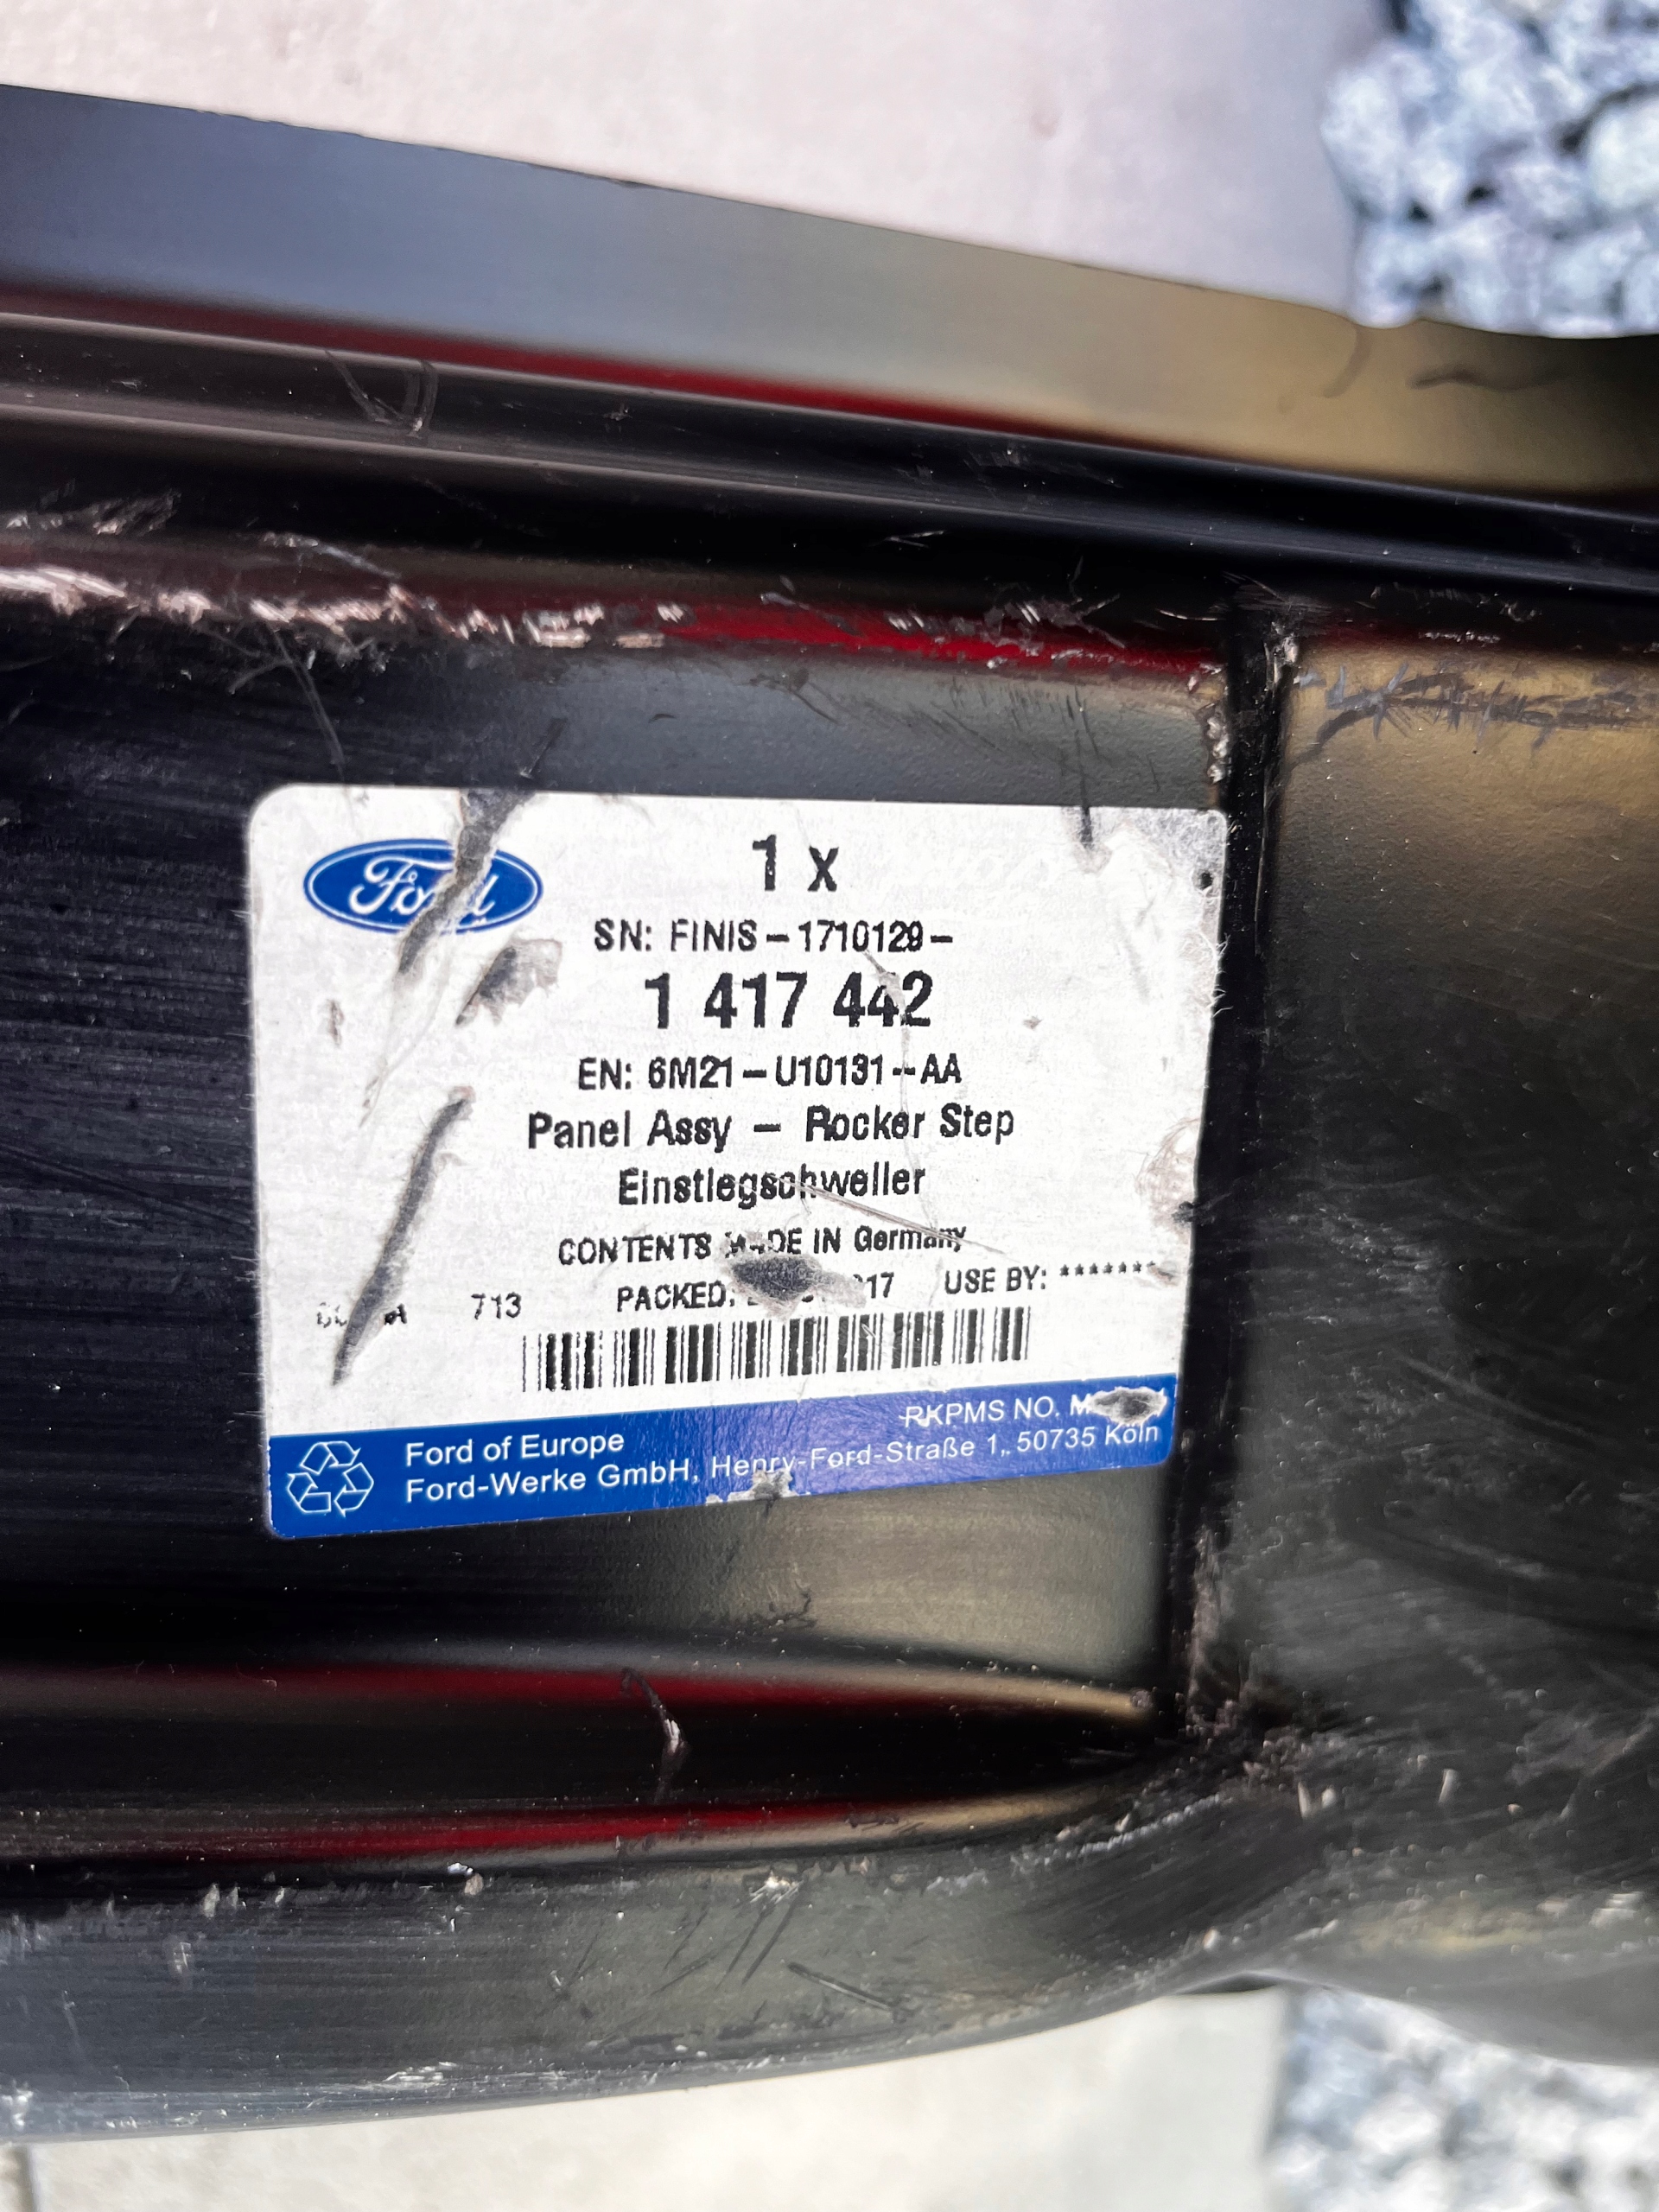 Ford
1 x
SN: FINIS-1710129-
1 417 442
EN: 6M21-U10131-AA
Panel Assy - Rocker Step
Einstiegschweller
CONTENTS MADE IN Germany
713 PACKED: USE BY: *******
RKPMS NO.
Ford of Europe
Ford-Werke GmbH, Henry-Ford-Straße 1, 50735 Köln